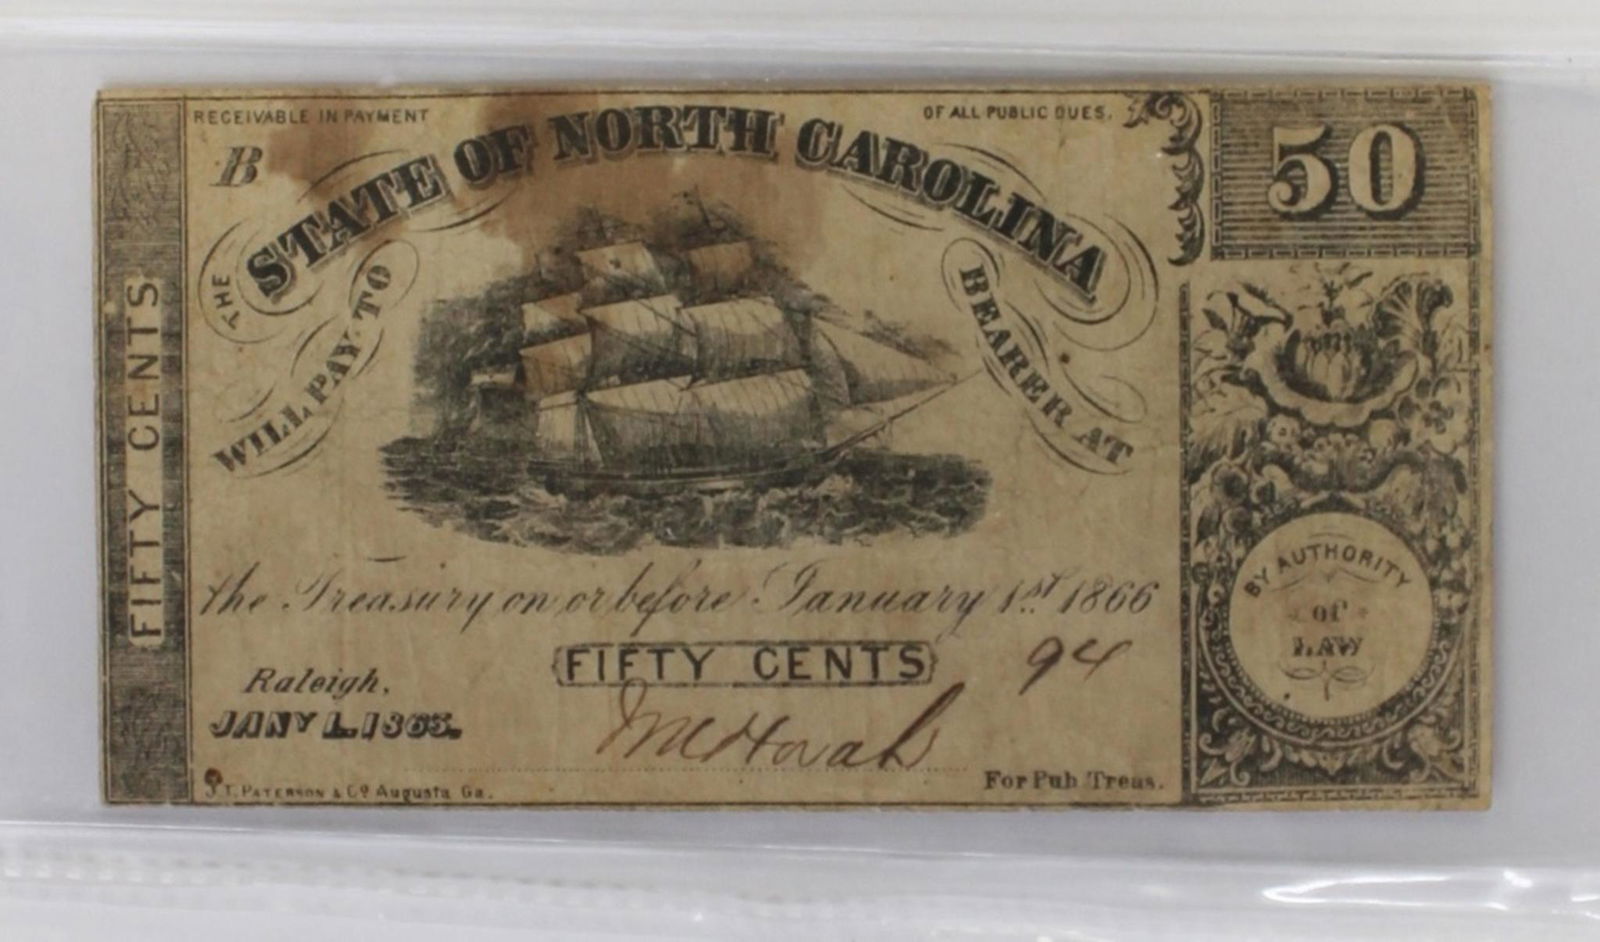 RECEIVABLE IN PAYMENT OF ALL PUBLIC DUES.
B
50
THE STATE OF NORTH CAROLINA
WILL PAY TO BEARER AT
FIFTY CENTS
the Treasury on or before January 1st 1866
BY AUTHORITY
of
LAW
FIFTY CENTS
94
Raleigh,
JANY 1. 1863.
For Pub Treas.
J.T. PATERSON & CO Augusta Ga.